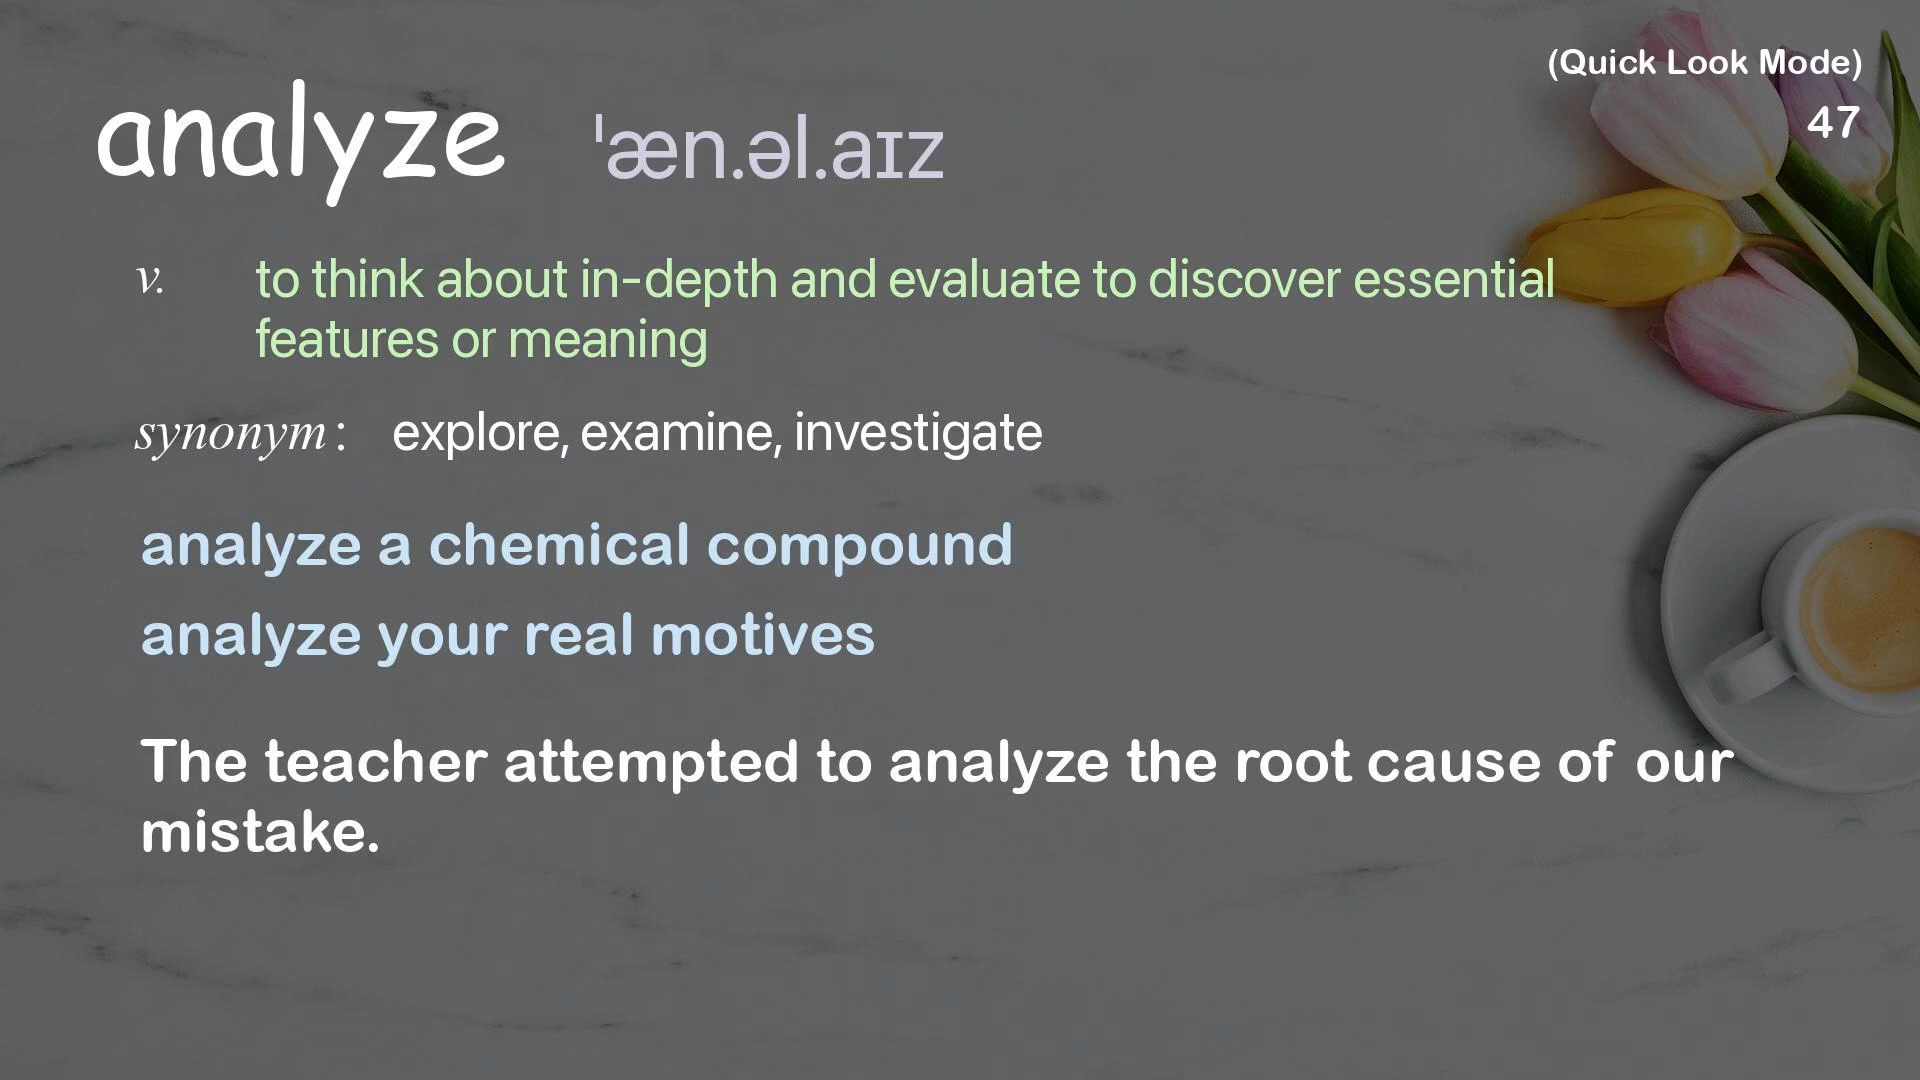 (Quick Look Mode)
47
analyze ˈæn.əl.aɪz
v. to think about in-depth and evaluate to discover essential
features or meaning
synonym: explore, examine, investigate
analyze a chemical compound
analyze your real motives
The teacher attempted to analyze the root cause of our
mistake.